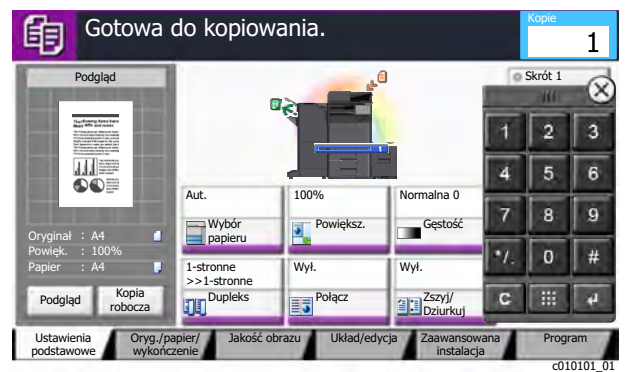 Gotowa do kopiowania.
Kopie
1
Podgląd
Skrót 1
Oryginał : A4
Powięk. : 100%
Papier : A4
Podgląd
Kopia
robocza
Aut.
Wybór
papieru
100%
Powiększ.
Normalna 0
Gęstość
1-stronne
>>1-stronne
Dupleks
Wył.
Połącz
Wył.
Zszyj/
Dziurkuj
1 2 3
4 5 6
7 8 9
*/. 0 #
C
Ustawienia
podstawowe
Oryg./papier/
wykończenie
Jakość obrazu
Układ/edycja
Zaawansowana
instalacja
Program
c010101_01